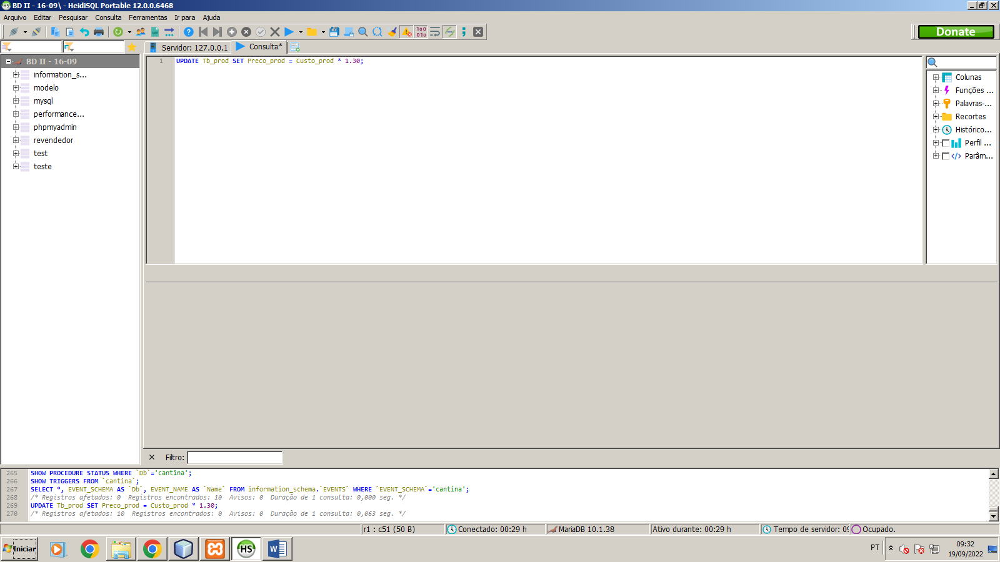 BD II - 16-09\ - HeidiSQL Portable 12.0.0.6468
Arquivo Editar Pesquisar Consulta Ferramentas Ir para Ajuda
Donate
Servidor: 127.0.0.1 Consulta*
BD II - 16-09
information_s...
modelo
mysql
performance...
phpmyadmin
revendedor
test
teste
1 UPDATE Tb_prod SET Preco_prod = Custo_prod * 1.30;
Colunas
Funções ...
Palavras-...
Recortes
Histórico...
Perfil ...
Parâm...
Filtro:
265 SHOW PROCEDURE STATUS WHERE `Db`='cantina';
266 SHOW TRIGGERS FROM `cantina`;
267 SELECT *, EVENT_SCHEMA AS `Db`, EVENT_NAME AS `Name` FROM information_schema.`EVENTS` WHERE `EVENT_SCHEMA`='cantina';
268 /* Registros afetados: 0 Registros encontrados: 10 Avisos: 0 Duração de 1 consulta: 0,000 seg. */
269 UPDATE Tb_prod SET Preco_prod = Custo_prod * 1.30;
270 /* Registros afetados: 10 Registros encontrados: 0 Avisos: 0 Duração de 1 consulta: 0,063 seg. */
r1 : c51 (50 B) Conectado: 00:29 h MariaDB 10.1.38 Ativo durante: 00:29 h Tempo de servidor: 09 Ocupado.
Iniciar
HS
W
PT
09:32
19/09/2022